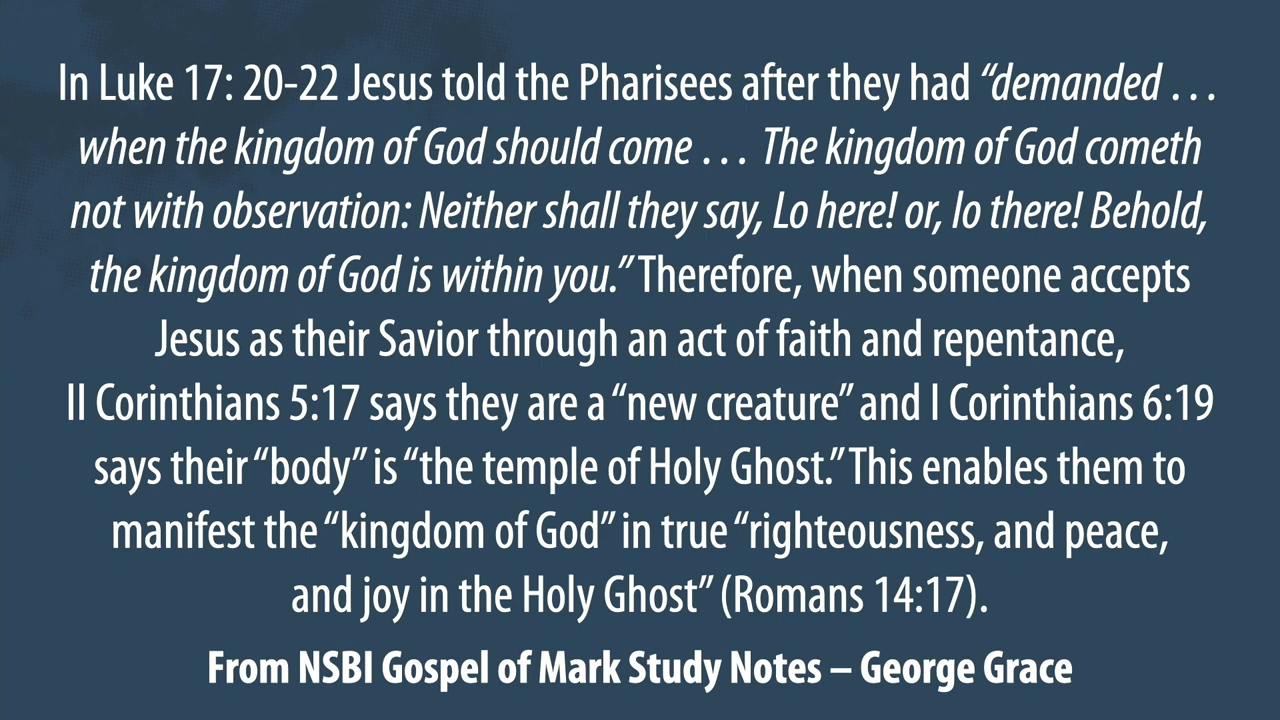 In Luke 17: 20-22 Jesus told the Pharisees after they had “demanded . . .
when the kingdom of God should come . . . The kingdom of God cometh
not with observation: Neither shall they say, Lo here! or, lo there! Behold,
the kingdom of God is within you.” Therefore, when someone accepts
Jesus as their Savior through an act of faith and repentance,
II Corinthians 5:17 says they are a “new creature” and I Corinthians 6:19
says their “body” is “the temple of Holy Ghost.” This enables them to
manifest the “kingdom of God” in true “righteousness, and peace,
and joy in the Holy Ghost” (Romans 14:17).
From NSBI Gospel of Mark Study Notes – George Grace